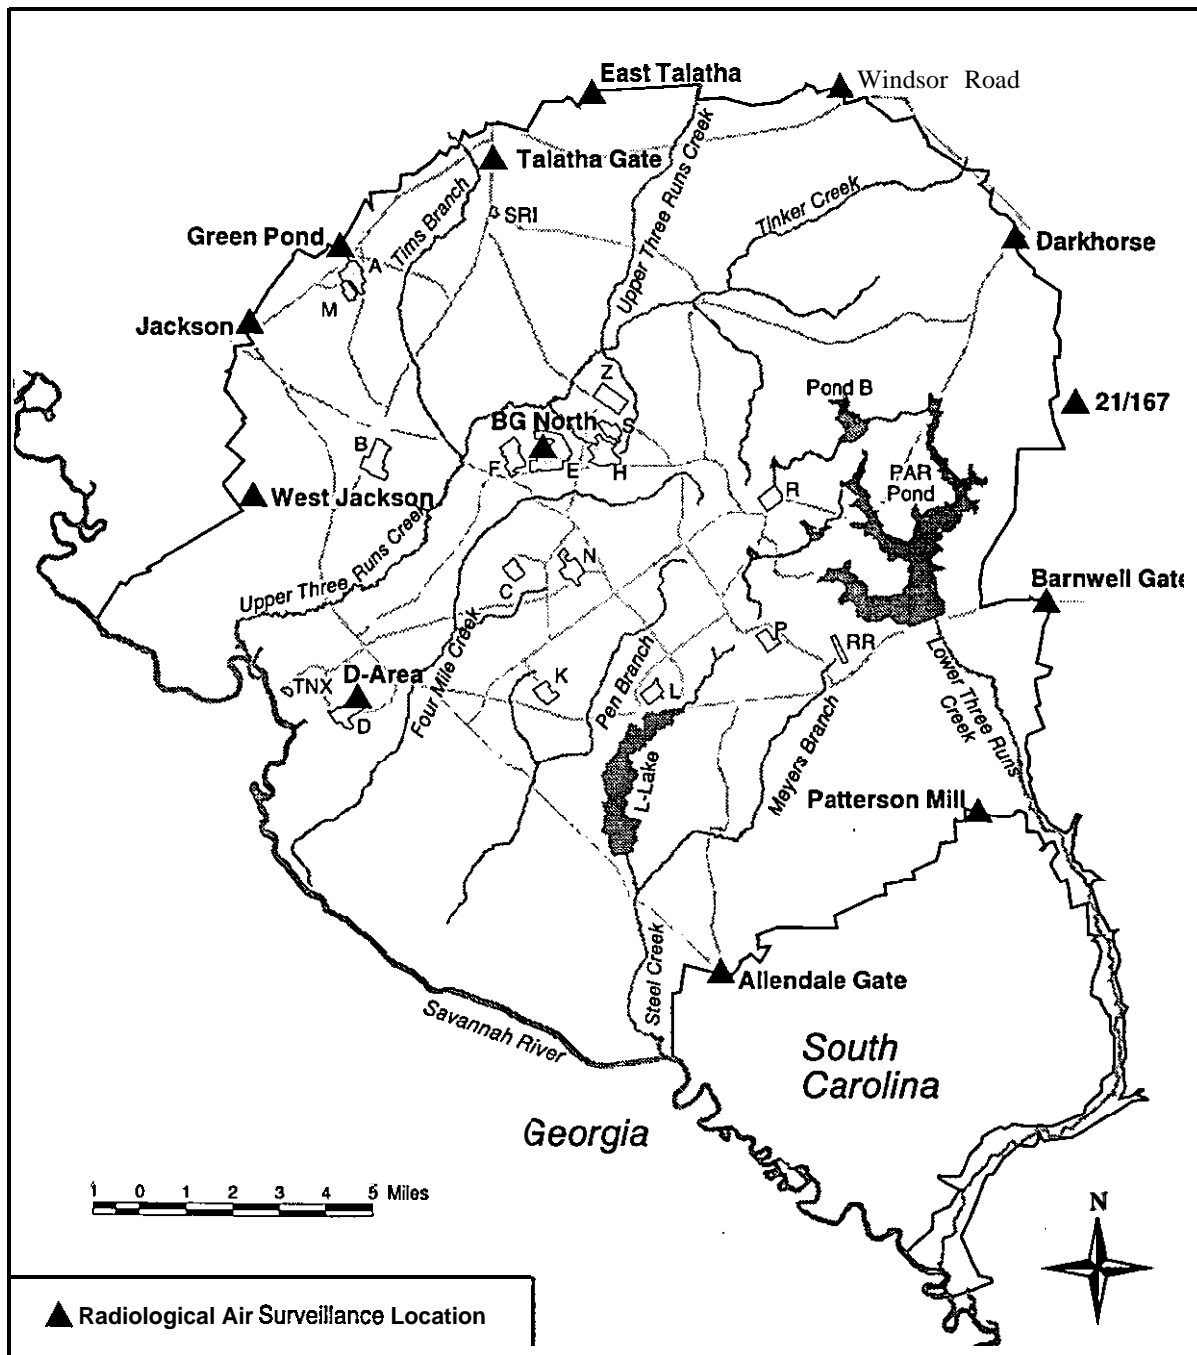 East Talatha
Windsor Road
Talatha Gate
Upper Three Runs Creek
Tinker Creek
Tims Branch
SRI
Green Pond
A
M
Darkhorse
Jackson
Z
Pond B
21/167
BG North
S
B
F
E
H
PAR
Pond
R
West Jackson
Upper Three Runs Creek
N
C
Barnwell Gate
P
RR
Four Mile Creek
Pen Branch
Lower Three Runs
Creek
D-Area
TNX
D
K
L
L-Lake
Meyers Branch
Patterson Mill
Steel Creek
Allendale Gate
Savannah River
South
Carolina
Georgia
1 0 1 2 3 4 5 Miles
N
Radiological Air Surveillance Location